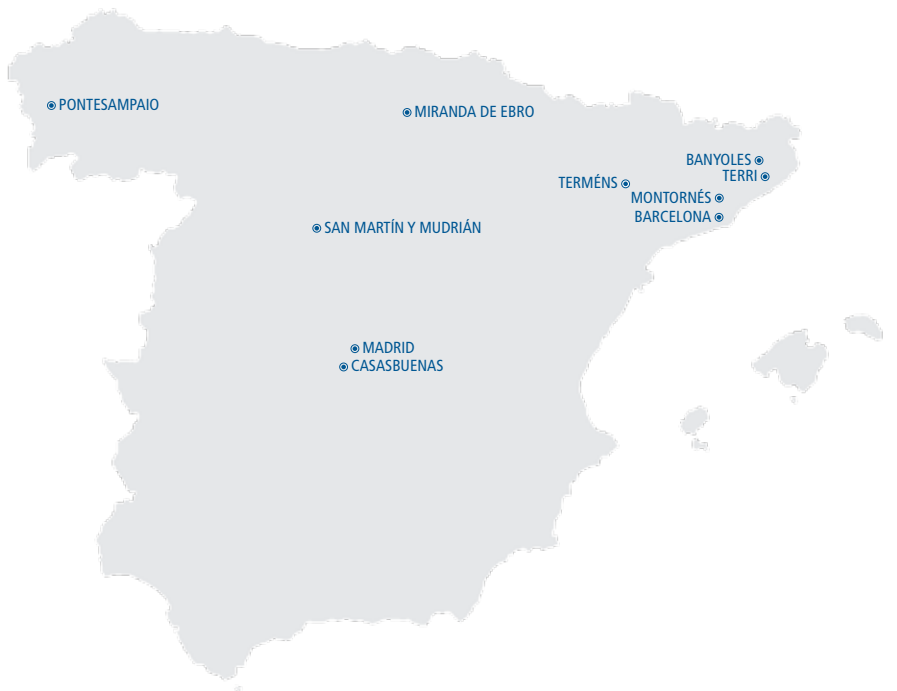 PONTESAMPAIO
MIRANDA DE EBRO
BANYOLES
TERRI
TERMÉNS
MONTORNÉS
BARCELONA
SAN MARTÍN Y MUDRIÁN
MADRID
CASASBUENAS